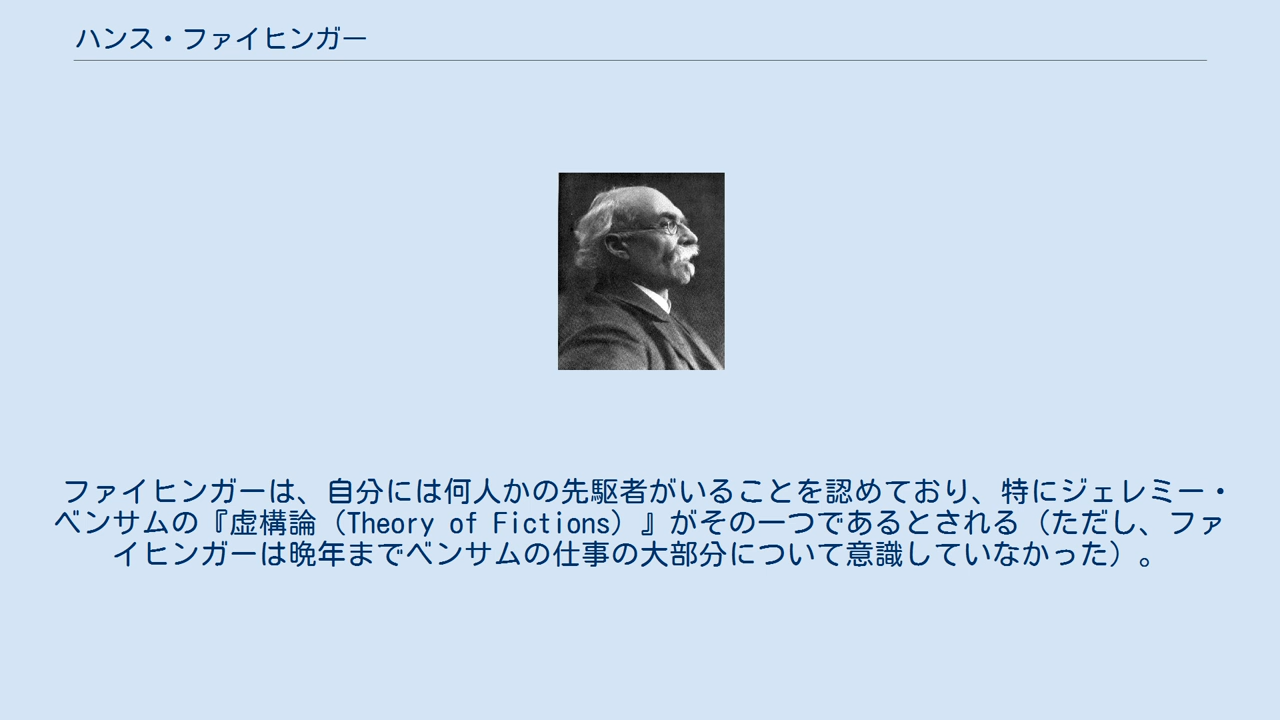 ハンス・ファイヒンガー
ファイヒンガーは、自分には何人かの先駆者がいることを認めており、特にジェレミー・
ベンサムの『虚構論（Theory of Fictions）』がその一つであるとされる（ただし、ファ
イヒンガーは晩年までベンサムの仕事の大部分について意識していなかった）。